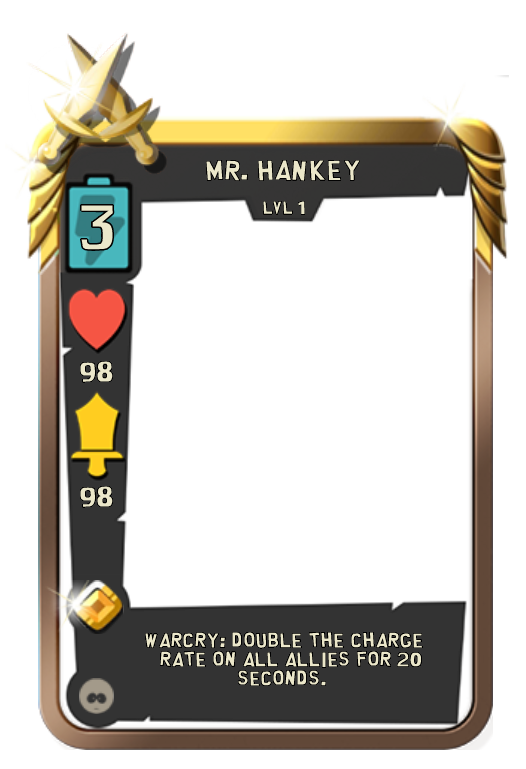 MR. HANKEY
LVL 1
3
98
98
WARCRY: DOUBLE THE CHARGE
RATE ON ALL ALLIES FOR 20
SECONDS.